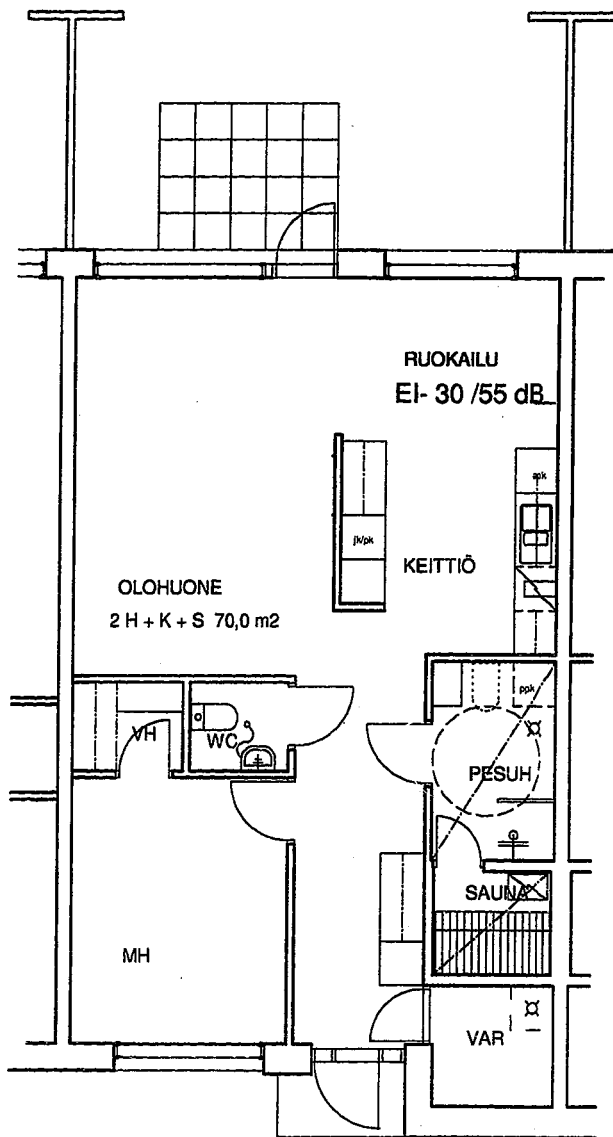 RUOKAILU
EI- 30 /55 dB
apk
jk/pk
KEITTIÖ
OLOHUONE
2 H + K + S 70,0 m2
ppk
VH
WC
PESUH
SAUNA
MH
VAR